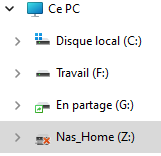 Ce PC
Disque local (C:)
Travail (F:)
En partage (G:)
Nas_Home (Z:)